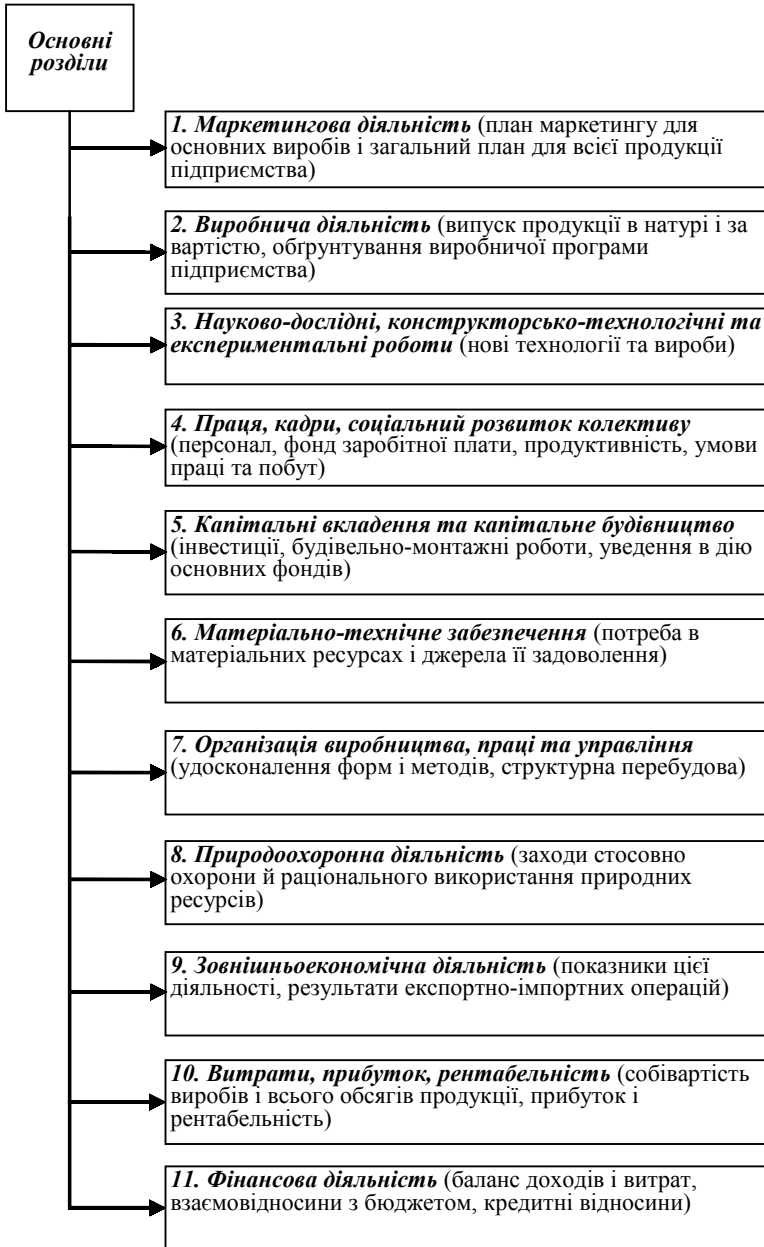 Основні
розділи
1. Маркетингова діяльність (план маркетингу для
основних виробів і загальний план для всієї продукції
підприємства)
2. Виробнича діяльність (випуск продукції в натурі і за
вартістю, обґрунтування виробничої програми
підприємства)
3. Науково-дослідні, конструкторсько-технологічні та
експериментальні роботи (нові технології та вироби)
4. Праця, кадри, соціальний розвиток колективу
(персонал, фонд заробітної плати, продуктивність, умови
праці та побут)
5. Капітальні вкладення та капітальне будівництво
(інвестиції, будівельно-монтажні роботи, уведення в дію
основних фондів)
6. Матеріально-технічне забезпечення (потреба в
матеріальних ресурсах і джерела її задоволення)
7. Організація виробництва, праці та управління
(удосконалення форм і методів, структурна перебудова)
8. Природоохоронна діяльність (заходи стосовно
охорони й раціонального використання природних
ресурсів)
9. Зовнішньоекономічна діяльність (показники цієї
діяльності, результати експортно-імпортних операцій)
10. Витрати, прибуток, рентабельність (собівартість
виробів і всього обсягів продукції, прибуток і
рентабельність)
11. Фінансова діяльність (баланс доходів і витрат,
взаємовідносини з бюджетом, кредитні відносини)